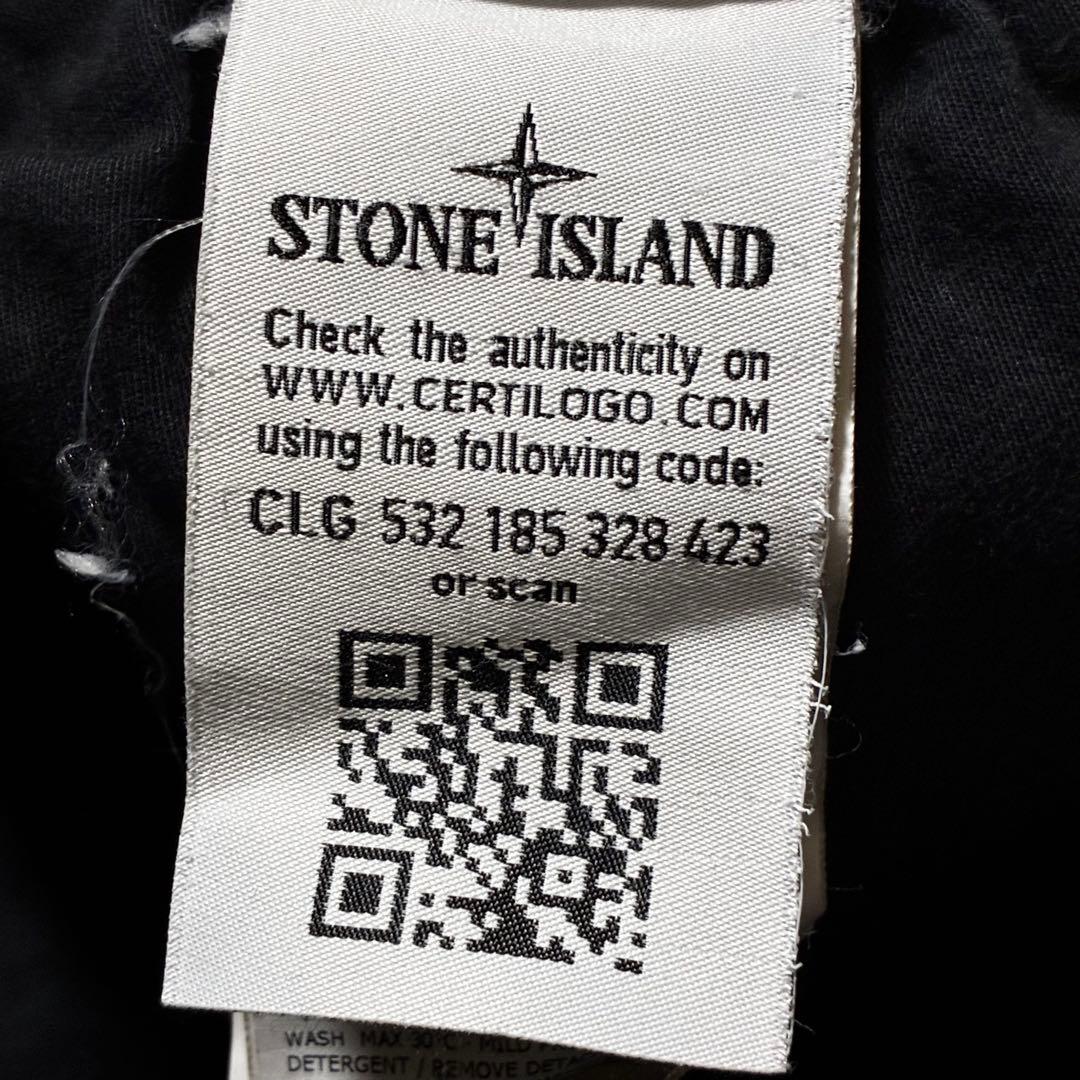 STONE ISLAND
Check the authenticity on
WWW.CERTILOGO.COM
using the following code:
CLG 532 185 328 423
or scan
WASH MAX 30°C - MILD
DETERGENT / REMOVE